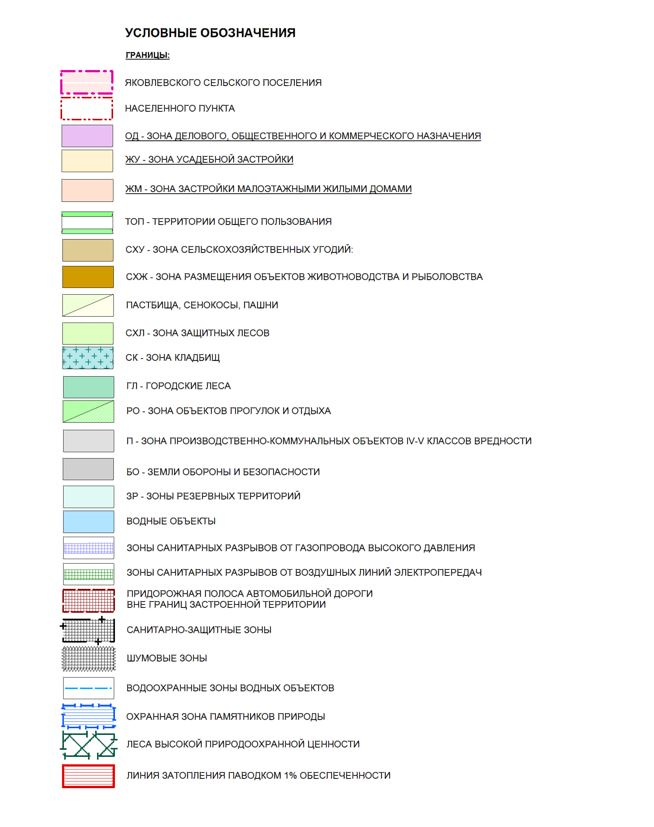 УСЛОВНЫЕ ОБОЗНАЧЕНИЯ
ГРАНИЦЫ:
ЯКОВЛЕВСКОГО СЕЛЬСКОГО ПОСЕЛЕНИЯ
НАСЕЛЕННОГО ПУНКТА
ОД - ЗОНА ДЕЛОВОГО, ОБЩЕСТВЕННОГО И КОММЕРЧЕСКОГО НАЗНАЧЕНИЯ
ЖУ - ЗОНА УСАДЕБНОЙ ЗАСТРОЙКИ
ЖМ - ЗОНА ЗАСТРОЙКИ МАЛОЭТАЖНЫМИ ЖИЛЫМИ ДОМАМИ
ТОП - ТЕРРИТОРИИ ОБЩЕГО ПОЛЬЗОВАНИЯ
СХУ - ЗОНА СЕЛЬСКОХОЗЯЙСТВЕННЫХ УГОДИЙ:
СХЖ - ЗОНА РАЗМЕЩЕНИЯ ОБЪЕКТОВ ЖИВОТНОВОДСТВА И РЫБОЛОВСТВА
ПАСТБИЩА, СЕНОКОСЫ, ПАШНИ
СХЛ - ЗОНА ЗАЩИТНЫХ ЛЕСОВ
СК - ЗОНА КЛАДБИЩ
ГЛ - ГОРОДСКИЕ ЛЕСА
РО - ЗОНА ОБЪЕКТОВ ПРОГУЛОК И ОТДЫХА
П - ЗОНА ПРОИЗВОДСТВЕННО-КОММУНАЛЬНЫХ ОБЪЕКТОВ IV-V КЛАССОВ ВРЕДНОСТИ
БО - ЗЕМЛИ ОБОРОНЫ И БЕЗОПАСНОСТИ
ЗР - ЗОНЫ РЕЗЕРВНЫХ ТЕРРИТОРИЙ
ВОДНЫЕ ОБЪЕКТЫ
ЗОНЫ САНИТАРНЫХ РАЗРЫВОВ ОТ ГАЗОПРОВОДА ВЫСОКОГО ДАВЛЕНИЯ
ЗОНЫ САНИТАРНЫХ РАЗРЫВОВ ОТ ВОЗДУШНЫХ ЛИНИЙ ЭЛЕКТРОПЕРЕДАЧ
ПРИДОРОЖНАЯ ПОЛОСА АВТОМОБИЛЬНОЙ ДОРОГИ
ВНЕ ГРАНИЦ ЗАСТРОЕННОЙ ТЕРРИТОРИИ
САНИТАРНО-ЗАЩИТНЫЕ ЗОНЫ
ШУМОВЫЕ ЗОНЫ
ВОДООХРАННЫЕ ЗОНЫ ВОДНЫХ ОБЪЕКТОВ
ОХРАННАЯ ЗОНА ПАМЯТНИКОВ ПРИРОДЫ
ЛЕСА ВЫСОКОЙ ПРИРОДООХРАННОЙ ЦЕННОСТИ
ЛИНИЯ ЗАТОПЛЕНИЯ ПАВОДКОМ 1% ОБЕСПЕЧЕННОСТИ